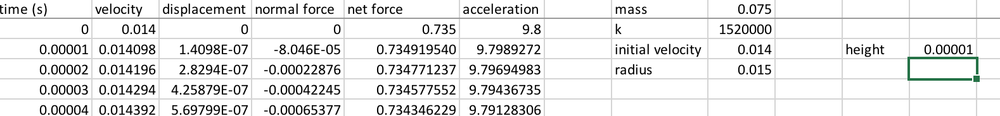 time (s) velocity displacement normal force net force acceleration mass 0.075
0 0.014 0 0 0.735 9.8 k 1520000
0.00001 0.014098 1.4098E-07 -8.046E-05 0.734919540 9.7989272 initial velocity 0.014 height 0.00001
0.00002 0.014196 2.8294E-07 -0.00022876 0.734771237 9.79694983 radius 0.015
0.00003 0.014294 4.25879E-07 -0.00042245 0.734577552 9.79436735
0.00004 0.014392 5.69799E-07 -0.00065377 0.734346229 9.79128306